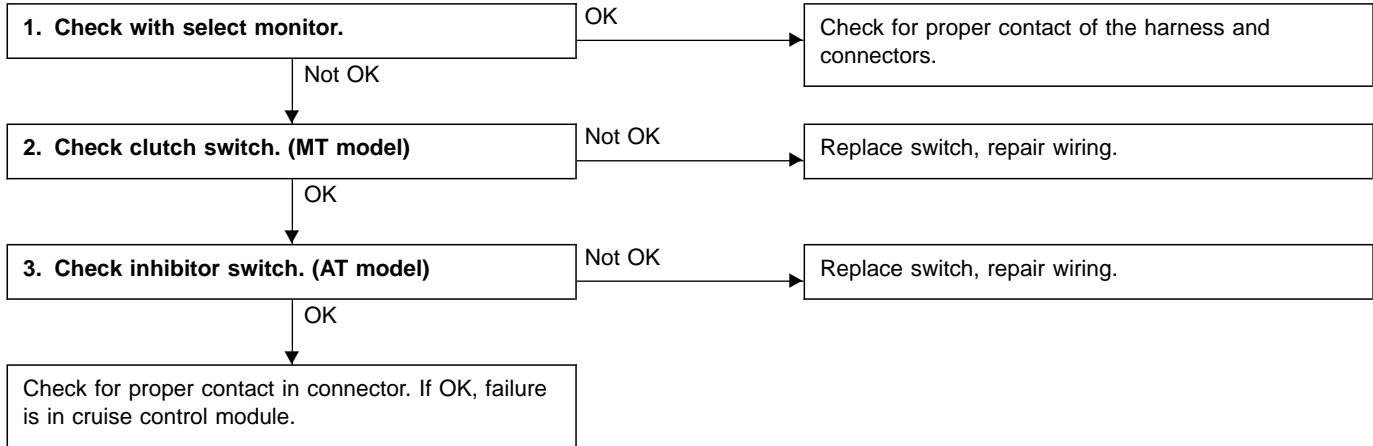 1. Check with select monitor.
OK
Check for proper contact of the harness and
connectors.
Not OK
2. Check clutch switch. (MT model)
Not OK
Replace switch, repair wiring.
OK
3. Check inhibitor switch. (AT model)
Not OK
Replace switch, repair wiring.
OK
Check for proper contact in connector. If OK, failure
is in cruise control module.